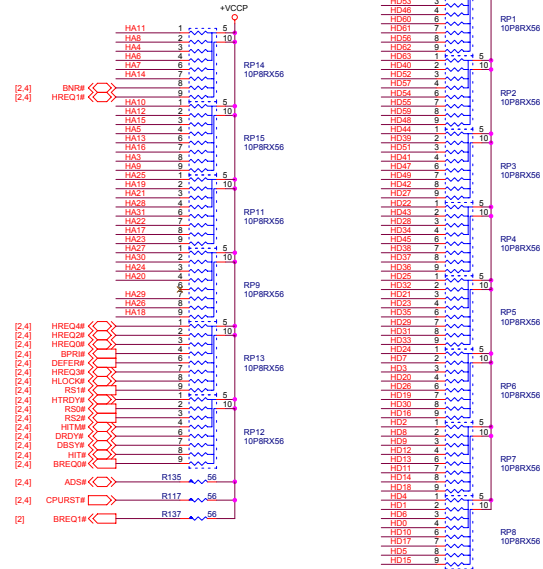 +VCCP
HA11 1 5
HA8 2 10
HA4 3
HA6 4
HA7 6
HA14 7
[2,4] BNR# 8
[2,4] HREQ1# 9
RP14
10P8RX56
HA10 1 5
HA12 2 10
HA15 3
HA5 4
HA13 6
HA16 7
HA3 8
HA9 9
RP15
10P8RX56
HA25 1 5
HA19 2 10
HA21 3
HA28 4
HA31 6
HA22 7
HA17 8
HA23 9
RP11
10P8RX56
HA27 1 5
HA30 2 10
HA24 3
HA20 4
6
HA29 7
HA26 8
HA18 9
RP9
10P8RX56
[2,4] HREQ4# 1 5
[2,4] HREQ2# 2 10
[2,4] HREQ0# 3
[2,4] BPRI# 4
[2,4] DEFER# 6
[2,4] HREQ3# 7
[2,4] HLOCK# 8
[2,4] RS1# 9
RP13
10P8RX56
[2,4] HTRDY# 1 5
[2,4] RS0# 2 10
[2,4] RS2# 3
[2,4] HITM# 4
[2,4] DRDY# 6
[2,4] DBSY# 7
[2,4] HIT# 8
[2,4] BREQ0# 9
RP12
10P8RX56
[2,4] ADS# R135 56
[2,4] CPURST# R117 56
[2] BREQ1# R137 56
HD53 3
HD46 4
HD60 6
HD61 7
HD56 8
HD62 9
RP1
10P8RX56
HD63 1 5
HD40 2 10
HD52 3
HD57 4
HD54 6
HD55 7
HD59 8
HD48 9
RP2
10P8RX56
HD44 1 5
HD39 2 10
HD51 3
HD41 4
HD47 6
HD49 7
HD42 8
HD27 9
RP3
10P8RX56
HD22 1 5
HD43 2 10
HD28 3
HD34 4
HD45 6
HD38 7
HD37 8
HD36 9
RP4
10P8RX56
HD25 1 5
HD32 2 10
HD21 3
HD23 4
HD35 6
HD29 7
HD31 8
HD33 9
RP5
10P8RX56
HD24 1 5
HD7 2 10
HD3 3
HD20 4
HD26 6
HD19 7
HD30 8
HD16 9
RP6
10P8RX56
HD2 1 5
HD8 2 10
HD9 3
HD12 4
HD13 6
HD11 7
HD14 8
HD18 9
RP7
10P8RX56
HD4 1 5
HD1 2 10
HD6 3
HD0 4
HD10 6
HD17 7
HD5 8
HD15 9
RP8
10P8RX56